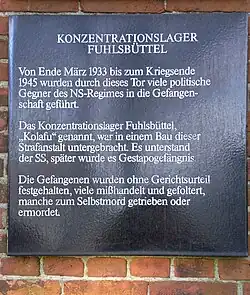 KONZENTRATIONSLAGER
FUHLSBÜTTEL
Von Ende März 1933 bis zum Kriegsende
1945 wurden durch dieses Tor viele politische
Gegner des NS-Regimes in die Gefangen-
schaft geführt.
Das Konzentrationslager Fuhlsbüttel,
„Kolafu" genannt, war in einem Bau dieser
Strafanstalt untergebracht. Es unterstand
der SS, später wurde es Gestapogefängnis
Die Gefangenen wurden ohne Gerichtsurteil
festgehalten, viele mißhandelt und gefoltert,
manche zum Selbstmord getrieben oder
ermordet.